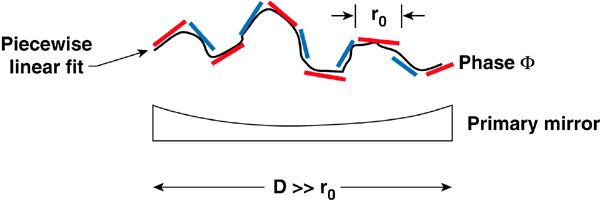 r₀
Piecewise
linear fit
Phase Φ
Primary mirror
D >> r₀